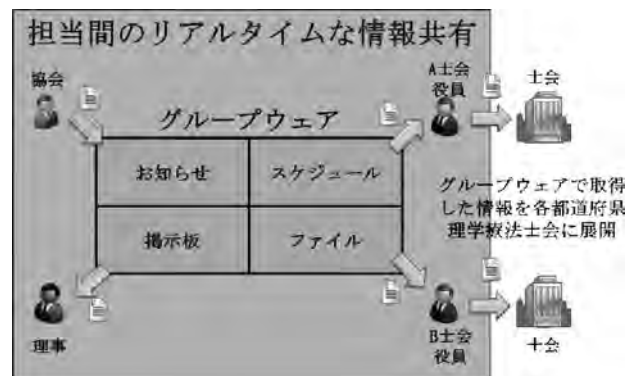 担当間のリアルタイムな情報共有
協会
A士会
役員
士会
グループウェア
お知らせ
スケジュール
掲示板
ファイル
グループウェアで取得
した情報を各都道府県
理学療法士会に展開
理事
B士会
役員
士会